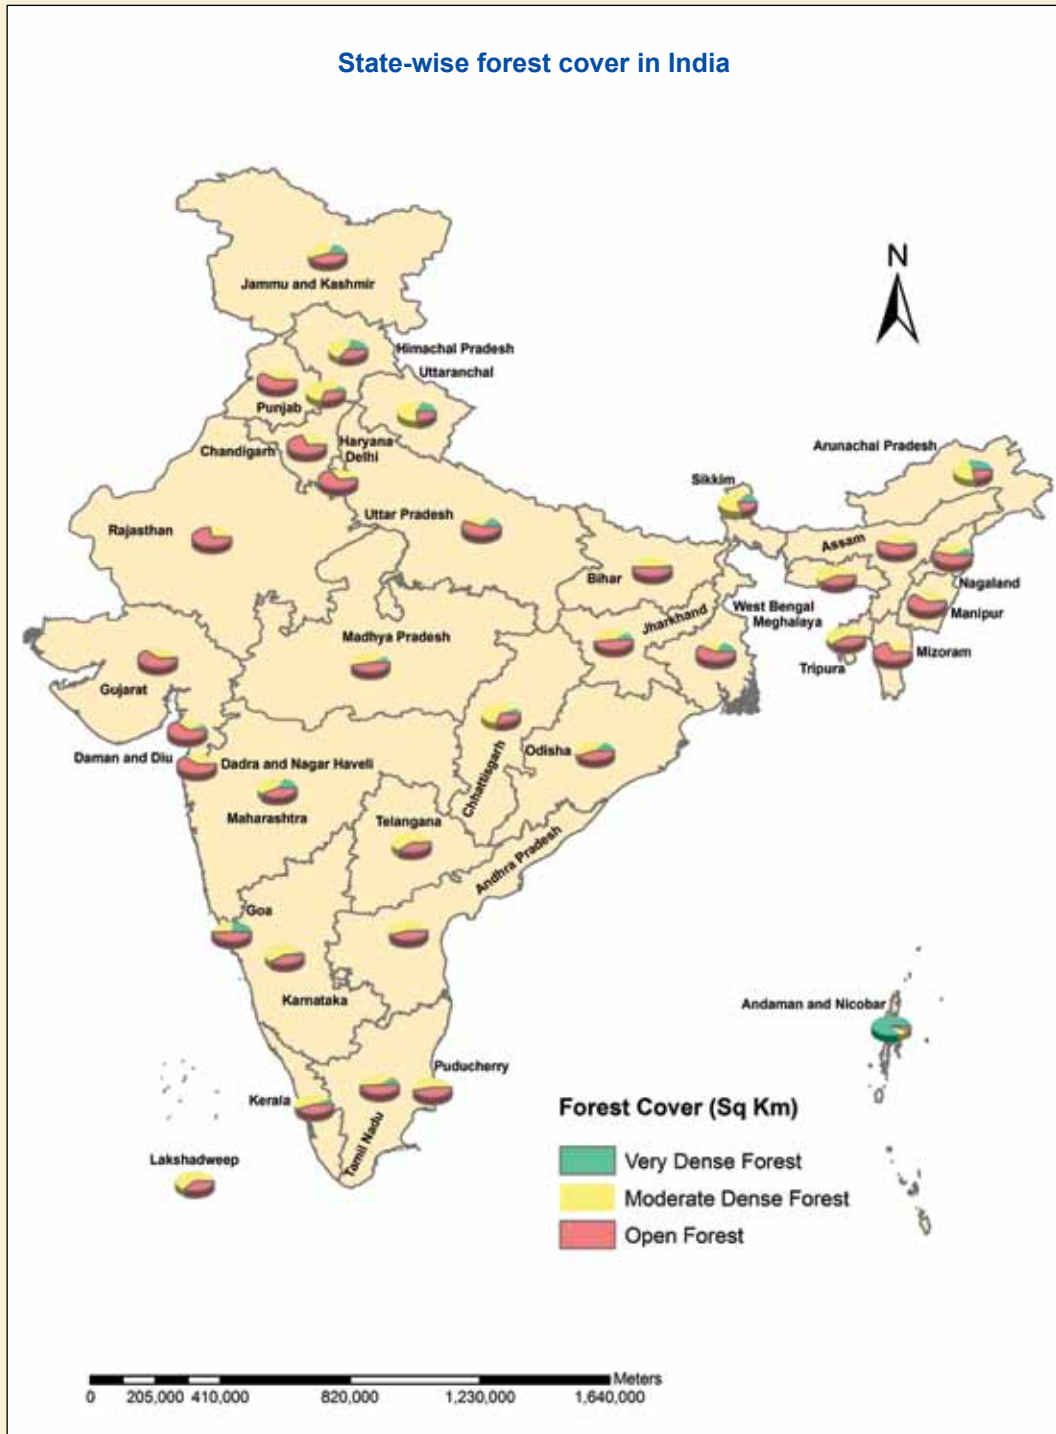 State-wise forest cover in India
N
Jammu and Kashmir
Himachal Pradesh
Uttaranchal
Punjab
Chandigarh
Haryana
Delhi
Arunachal Pradesh
Sikkim
Rajasthan
Uttar Pradesh
Assam
Bihar
Nagaland
Jharkhand
West Bengal
Meghalaya
Manipur
Madhya Pradesh
Mizoram
Tripura
Gujarat
Daman and Diu
Dadra and Nagar Haveli
Chhattisgarh
Odisha
Maharashtra
Telangana
Andhra Pradesh
Goa
Karnataka
Andaman and Nicobar
Puducherry
Kerala
Tamil Nadu
Lakshadweep
Forest Cover (Sq Km)
Very Dense Forest
Moderate Dense Forest
Open Forest
Meters
0 205,000 410,000 820,000 1,230,000 1,640,000